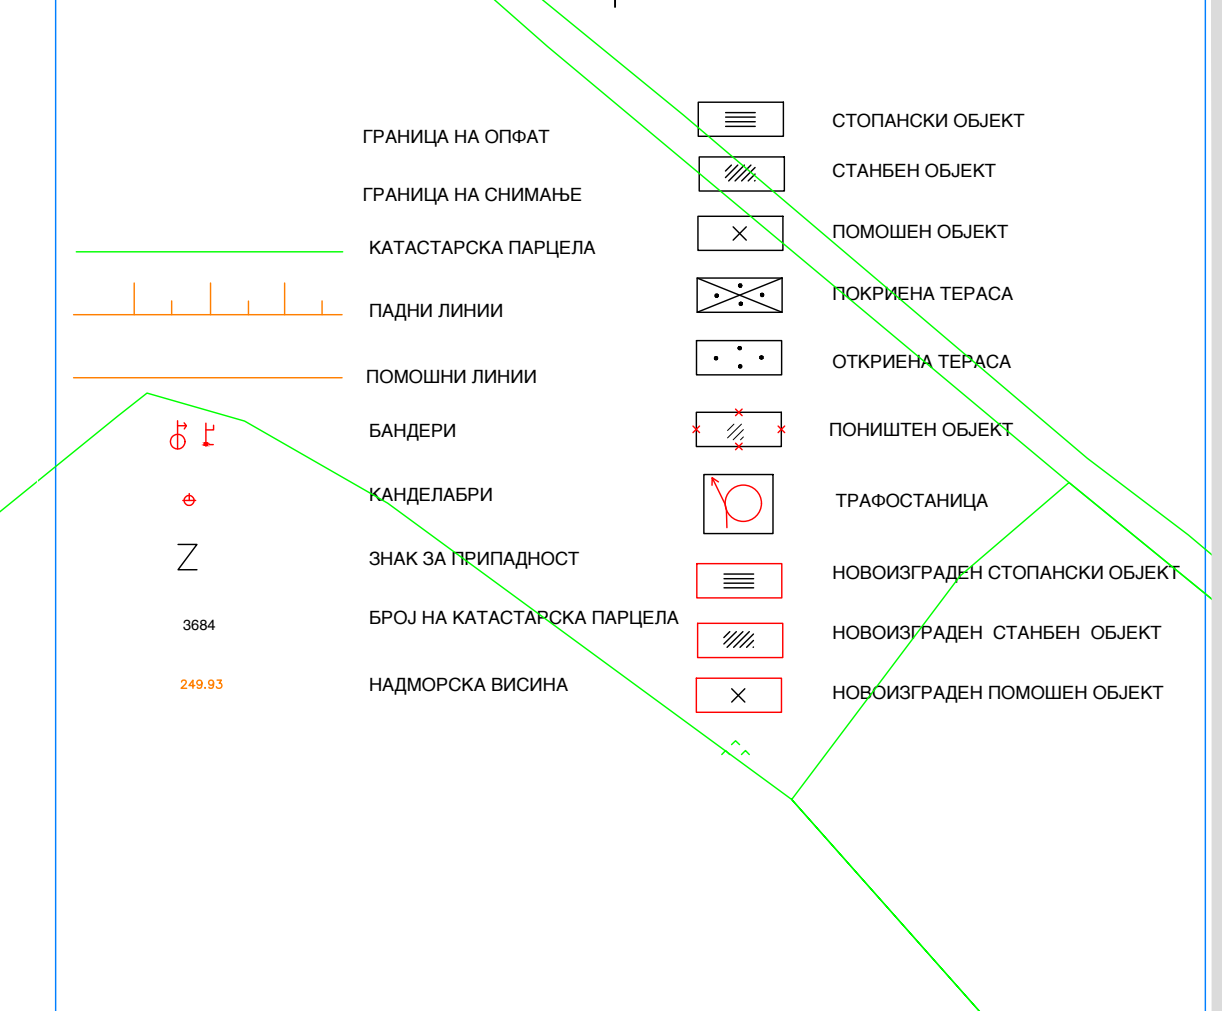 ГРАНИЦА НА ОПФАТ
ГРАНИЦА НА СНИМАЊЕ
КАТАСТАРСКА ПАРЦЕЛА
ПАДНИ ЛИНИИ
ПОМОШНИ ЛИНИИ
БАНДЕРИ
КАНДЕЛАБРИ
ЗНАК ЗА ПРИПАДНОСТ
3684
БРОЈ НА КАТАСТАРСКА ПАРЦЕЛА
249.93
НАДМОРСКА ВИСИНА
СТОПАНСКИ ОБЈЕКТ
СТАНБЕН ОБЈЕКТ
ПОМОШЕН ОБЈЕКТ
ПОКРИЕНА ТЕРАСА
ОТКРИЕНА ТЕРАСА
ПОНИШТЕН ОБЈЕКТ
ТРАФОСТАНИЦА
НОВОИЗГРАДЕН СТОПАНСКИ ОБЈЕКТ
НОВОИЗГРАДЕН СТАНБЕН ОБЈЕКТ
НОВОИЗГРАДЕН ПОМОШЕН ОБЈЕКТ